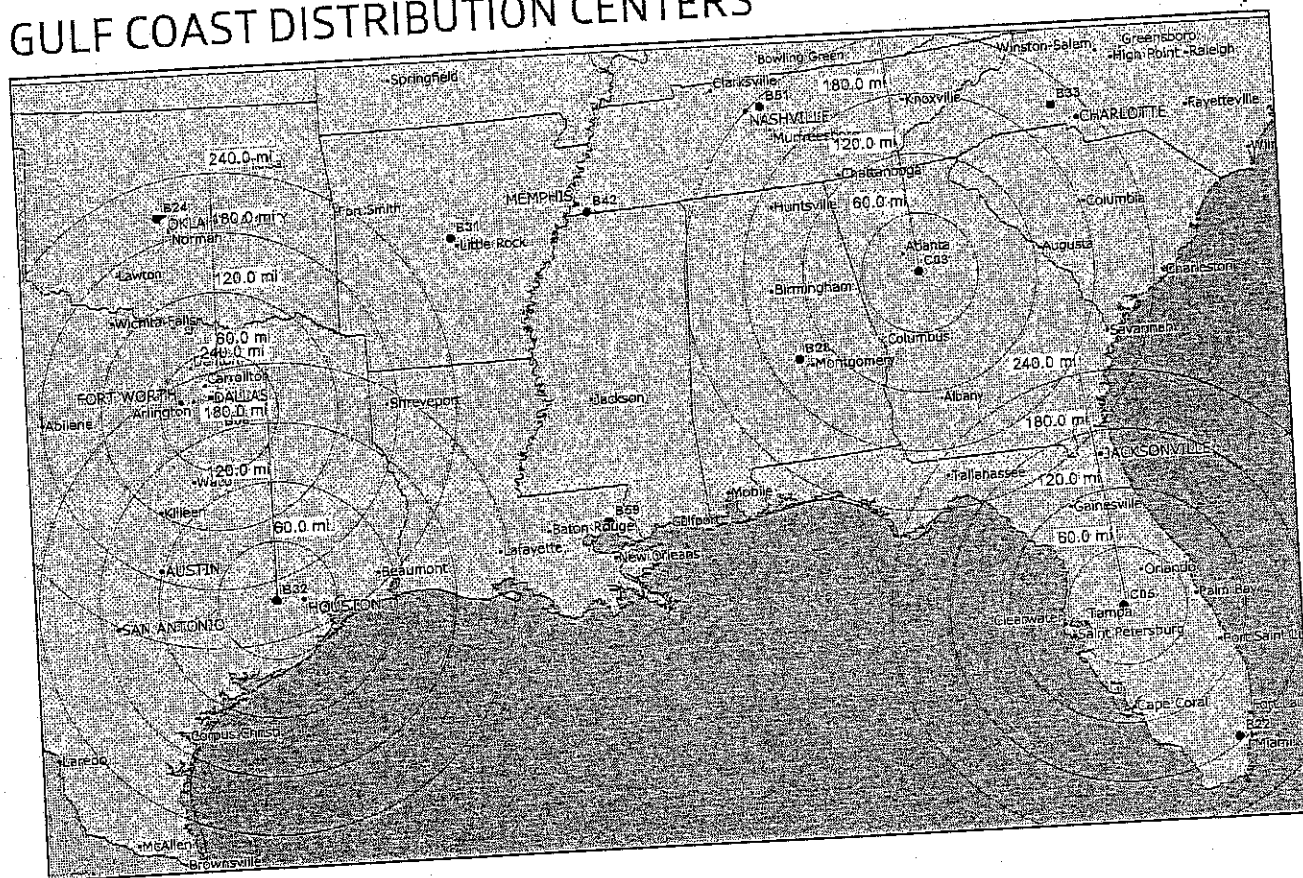 GULF COAST DISTRIBUTION CENTERS
Springfield
Bowling Green
Clarksville
B51
NASHVILLE
180.0 mi
Knoxville
Winston-Salem
Greensboro
High Point
Raleigh
B33
CHARLOTTE
Fayetteville
120.0 mi
Chattanooga
240.0 mi
B24
180.0 mi
Norman
Fort Smith
MEMPHIS
B42
Huntsville
60.0 mi
Columbia
B31
Little Rock
Atlanta
C03
Augusta
Lawton
120.0 mi
Birmingham
Charleston
Wichita Falls
60.0 mi
240.0 mi
Savannah
Columbus
Montgomery
240.0 mi
Carrollton
FORT WORTH
DALLAS
Arlington
180.0 mi
Abilene
Shreveport
Jackson
Albany
180.0 mi
JACKSONVILLE
120.0 mi
Tallahassee
120.0 mi
Killeen
Mobile
Gainesville
60.0 mi
B59
Baton Rouge
Gulfport
60.0 mi
Lafayette
New Orleans
AUSTIN
Beaumont
Orlando
B32
HOUSTON
C05
Palm Bay
Tampa
Clearwater
SAN ANTONIO
Saint Petersburg
Cape Coral
Corpus Christi
B22
Miami
Laredo
McAllen
Brownsville